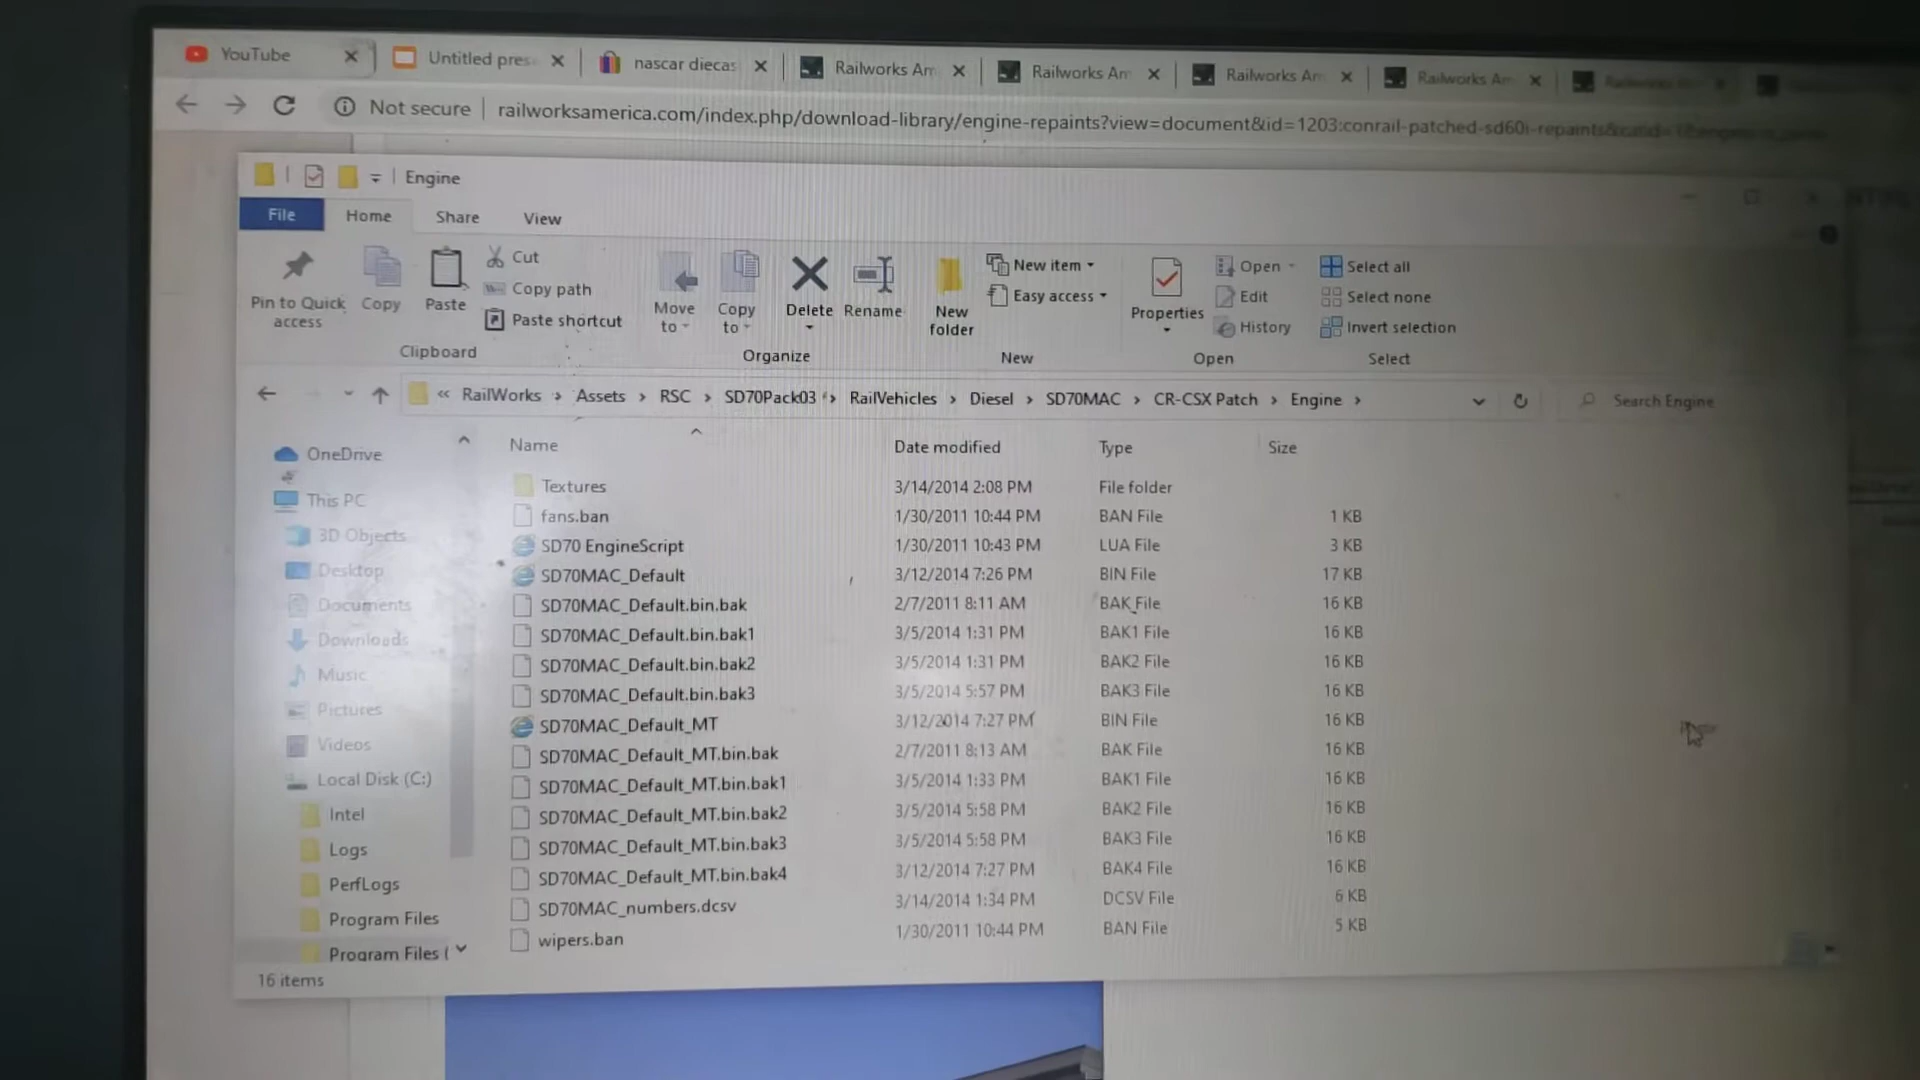 YouTube
Untitled pres
nascar diecas
Railworks Am
Railworks Am
Railworks Am
Railworks Am
Not secure
railworksamerica.com/index.php/download-library/engine-repaints?view=document&id=1203:conrail-patched-sd60i-repaints
Engine
File Home Share View
Pin to Quick access
Copy
Paste
Cut
Copy path
Paste shortcut
Clipboard
Move to
Copy to
Delete
Rename
Organize
New folder
New item
Easy access
New
Properties
Open
Edit
History
Open
Select all
Select none
Invert selection
Select
« RailWorks › Assets › RSC › SD70Pack03 › RailVehicles › Diesel › SD70MAC › CR-CSX Patch › Engine ›
Search Engine
OneDrive
This PC
3D Objects
Desktop
Documents
Downloads
Music
Pictures
Videos
Local Disk (C:)
Intel
Logs
PerfLogs
Program Files
Program Files (
Name Date modified Type Size
Textures 3/14/2014 2:08 PM File folder
fans.ban 1/30/2011 10:44 PM BAN File 1 KB
SD70 EngineScript 1/30/2011 10:43 PM LUA File 3 KB
SD70MAC_Default 3/12/2014 7:26 PM BIN File 17 KB
SD70MAC_Default.bin.bak 2/7/2011 8:11 AM BAK File 16 KB
SD70MAC_Default.bin.bak1 3/5/2014 1:31 PM BAK1 File 16 KB
SD70MAC_Default.bin.bak2 3/5/2014 1:31 PM BAK2 File 16 KB
SD70MAC_Default.bin.bak3 3/5/2014 5:57 PM BAK3 File 16 KB
SD70MAC_Default_MT 3/12/2014 7:27 PM BIN File 16 KB
SD70MAC_Default_MT.bin.bak 2/7/2011 8:13 AM BAK File 16 KB
SD70MAC_Default_MT.bin.bak1 3/5/2014 1:33 PM BAK1 File 16 KB
SD70MAC_Default_MT.bin.bak2 3/5/2014 5:58 PM BAK2 File 16 KB
SD70MAC_Default_MT.bin.bak3 3/5/2014 5:58 PM BAK3 File 16 KB
SD70MAC_Default_MT.bin.bak4 3/12/2014 7:27 PM BAK4 File 16 KB
SD70MAC_numbers.dcsv 3/14/2014 1:34 PM DCSV File 6 KB
wipers.ban 1/30/2011 10:44 PM BAN File 5 KB
16 items